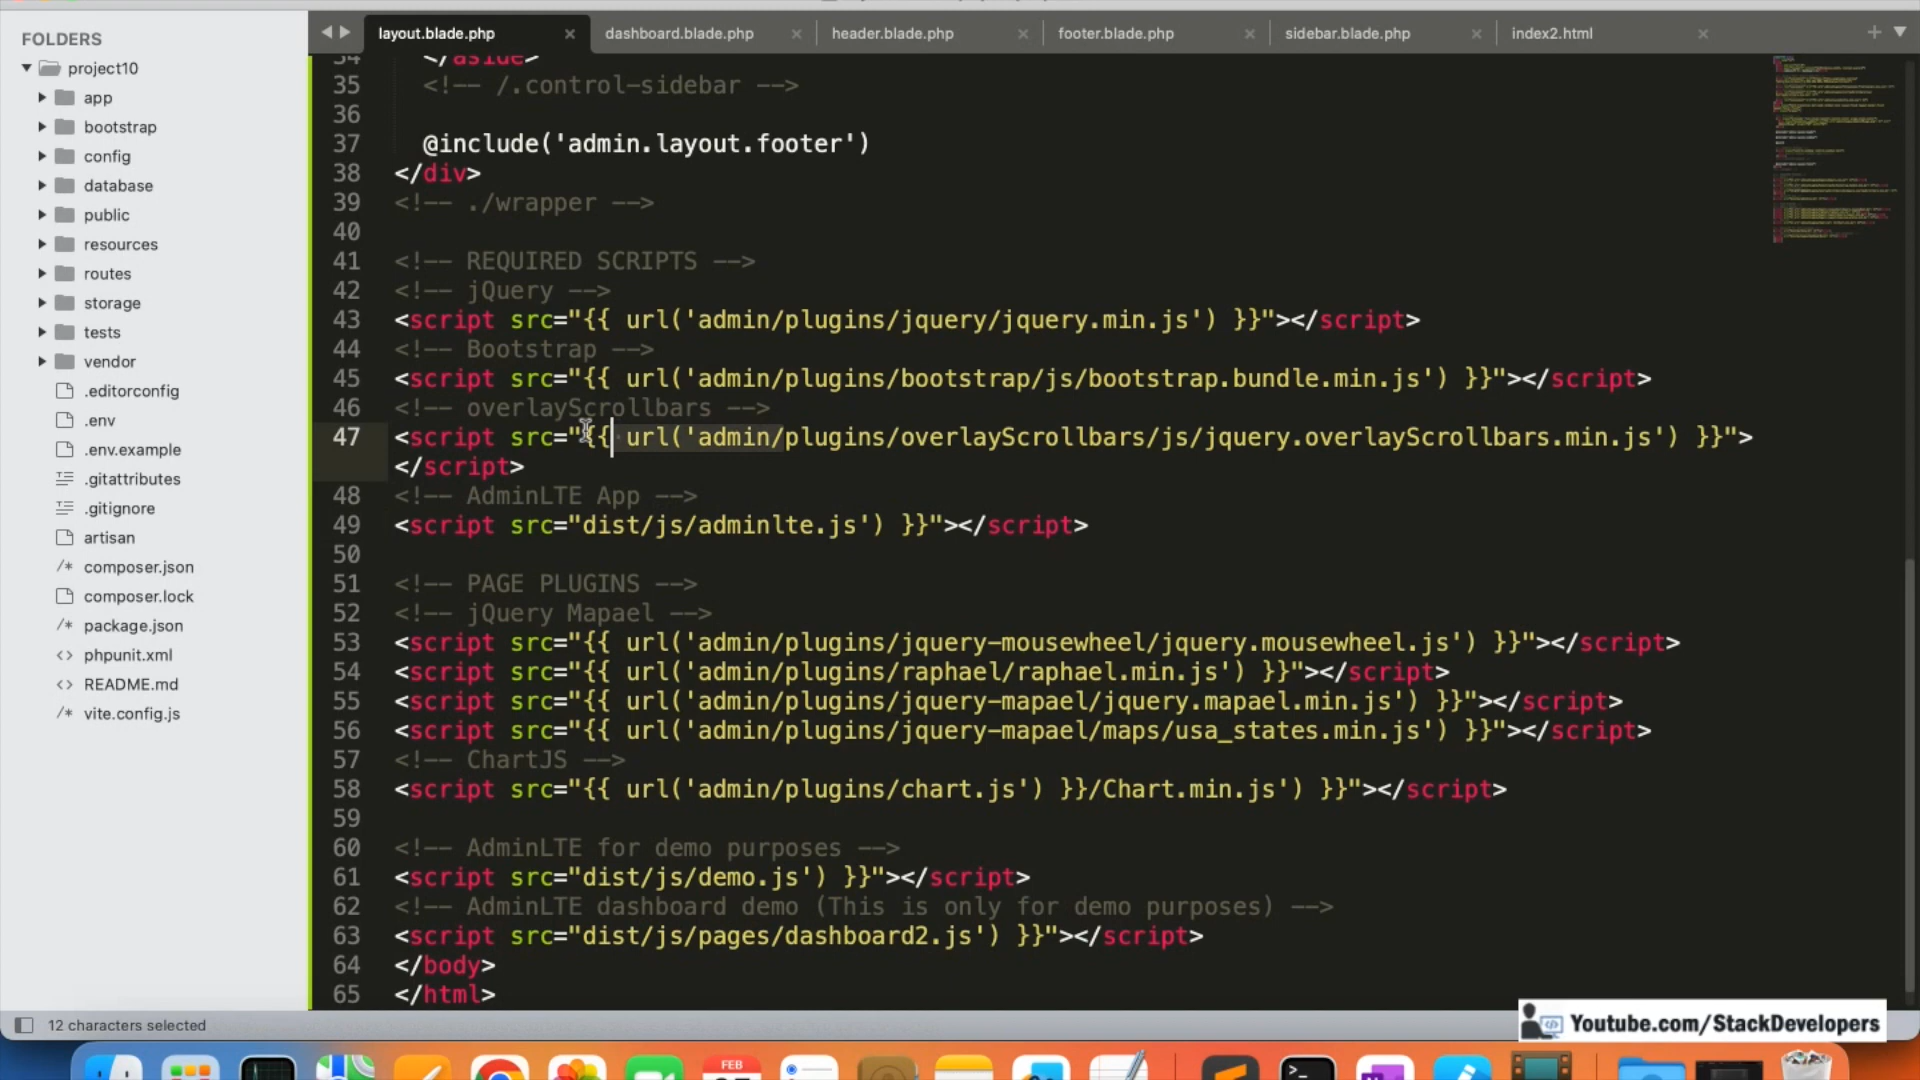 FOLDERS
project10
app
bootstrap
config
database
public
resources
routes
storage
tests
vendor
.editorconfig
.env
.env.example
.gitattributes
.gitignore
artisan
composer.json
composer.lock
package.json
phpunit.xml
README.md
vite.config.js
layout.blade.php
dashboard.blade.php
header.blade.php
footer.blade.php
sidebar.blade.php
index2.html
34 </aside>
35 <!-- /.control-sidebar -->
36
37 @include('admin.layout.footer')
38 </div>
39 <!-- ./wrapper -->
40
41 <!-- REQUIRED SCRIPTS -->
42 <!-- jQuery -->
43 <script src="{{ url('admin/plugins/jquery/jquery.min.js') }}"></script>
44 <!-- Bootstrap -->
45 <script src="{{ url('admin/plugins/bootstrap/js/bootstrap.bundle.min.js') }}"></script>
46 <!-- overlayScrollbars -->
47 <script src="{{ url('admin/plugins/overlayScrollbars/js/jquery.overlayScrollbars.min.js') }}">
</script>
48 <!-- AdminLTE App -->
49 <script src="dist/js/adminlte.js') }}"></script>
50
51 <!-- PAGE PLUGINS -->
52 <!-- jQuery Mapael -->
53 <script src="{{ url('admin/plugins/jquery-mousewheel/jquery.mousewheel.js') }}"></script>
54 <script src="{{ url('admin/plugins/raphael/raphael.min.js') }}"></script>
55 <script src="{{ url('admin/plugins/jquery-mapael/jquery.mapael.min.js') }}"></script>
56 <script src="{{ url('admin/plugins/jquery-mapael/maps/usa_states.min.js') }}"></script>
57 <!-- ChartJS -->
58 <script src="{{ url('admin/plugins/chart.js') }}/Chart.min.js') }}"></script>
59
60 <!-- AdminLTE for demo purposes -->
61 <script src="dist/js/demo.js') }}"></script>
62 <!-- AdminLTE dashboard demo (This is only for demo purposes) -->
63 <script src="dist/js/pages/dashboard2.js') }}"></script>
64 </body>
65 </html>
12 characters selected
Youtube.com/StackDevelopers
FEB